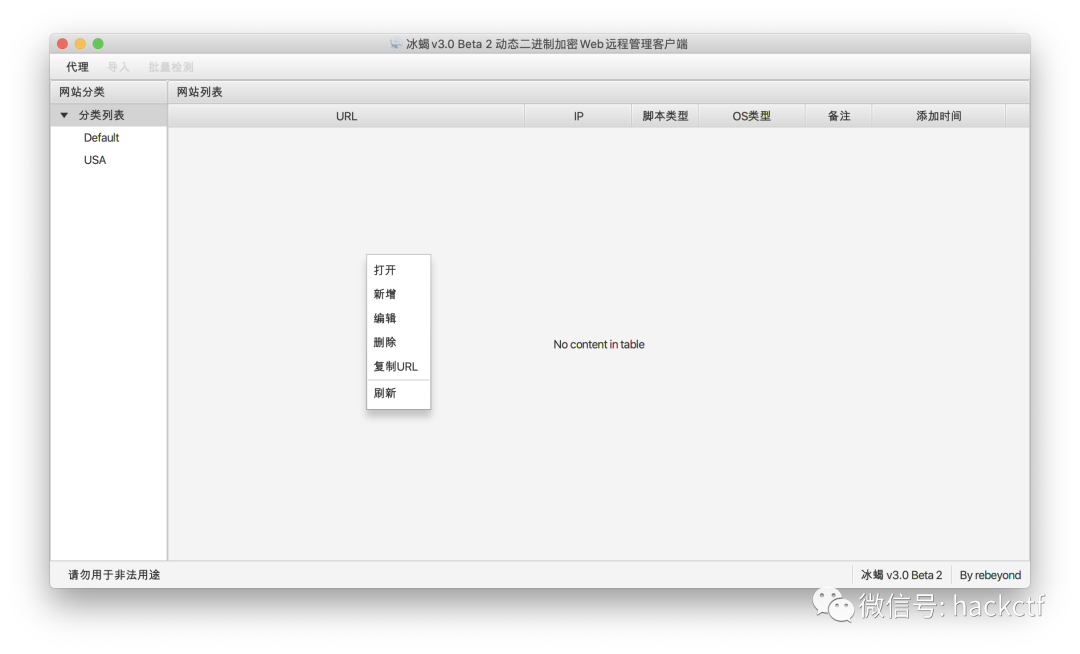 冰蝎 v3.0 Beta 2 动态二进制加密Web远程管理客户端
代理 导入 批量检测
网站分类 网站列表
▼ 分类列表 URL IP 脚本类型 OS类型 备注 添加时间
Default
USA
打开
新增
编辑
删除
复制URL
刷新
No content in table
请勿用于非法用途 冰蝎 v3.0 Beta 2 By rebeyond
微信号: hackctf